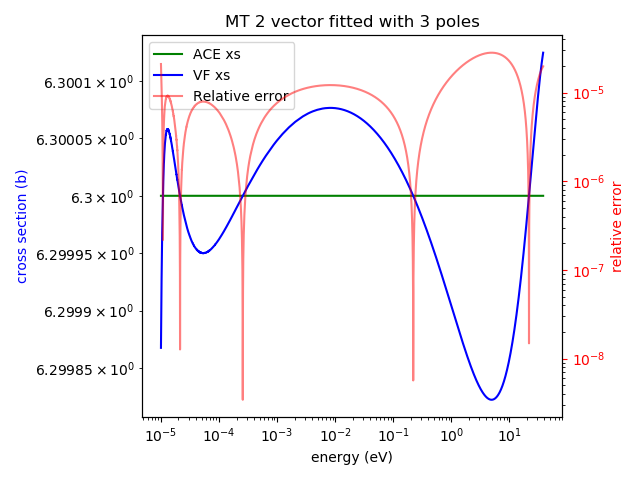 MT 2 vector fitted with 3 poles
ACE xs
VF xs
Relative error
6.3001 × 10⁰
6.30005 × 10⁰
6.3 × 10⁰
6.29995 × 10⁰
6.2999 × 10⁰
6.29985 × 10⁰
cross section (b)
10⁻⁵
10⁻⁶
10⁻⁷
10⁻⁸
relative error
10⁻⁵ 10⁻⁴ 10⁻³ 10⁻² 10⁻¹ 10⁰ 10¹
energy (eV)